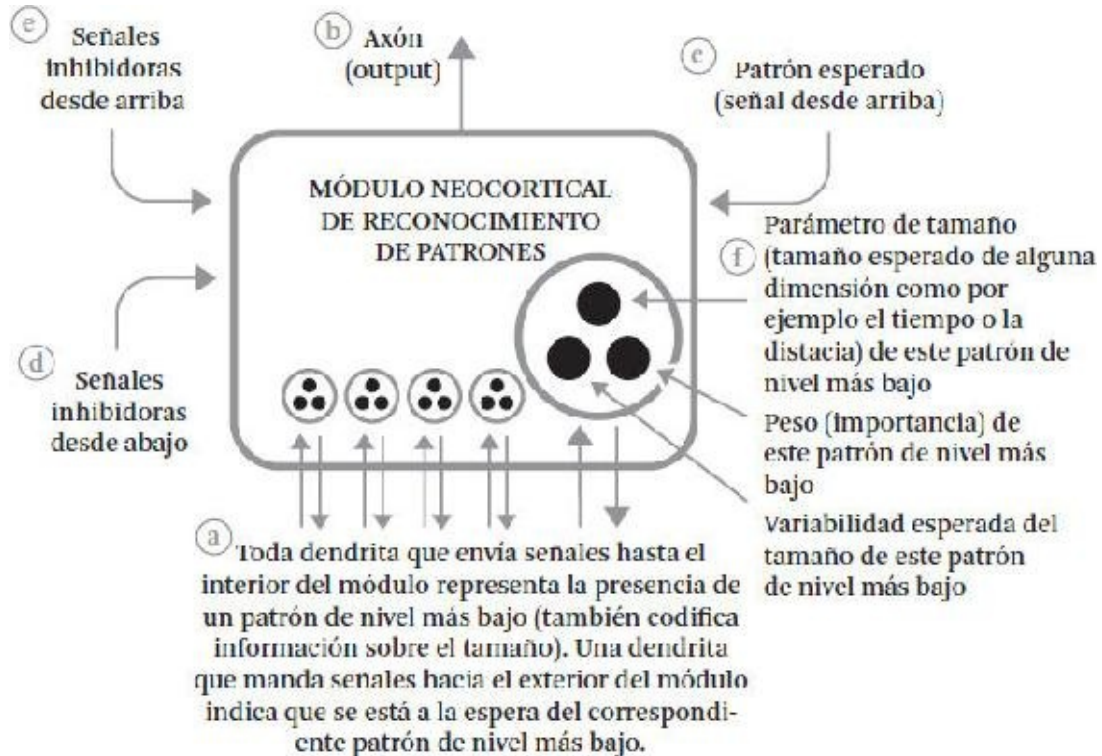 e
Señales
inhibidoras
desde arriba
b
Axón
(output)
c
Patrón esperado
(señal desde arriba)
MÓDULO NEOCORTICAL
DE RECONOCIMIENTO
DE PATRONES
f
Parámetro de tamaño
(tamaño esperado de alguna
dimensión como por
ejemplo el tiempo o la
distacia) de este patrón de
nivel más bajo
d
Señales
inhibidoras
desde abajo
Peso (importancia) de
este patrón de nivel más
bajo
Variabilidad esperada del
tamaño de este patrón
de nivel más bajo
a
Toda dendrita que envía señales hasta el
interior del módulo representa la presencia de
un patrón de nivel más bajo (también codifica
información sobre el tamaño). Una dendrita
que manda señales hacia el exterior del módulo
indica que se está a la espera del correspondi-
ente patrón de nivel más bajo.